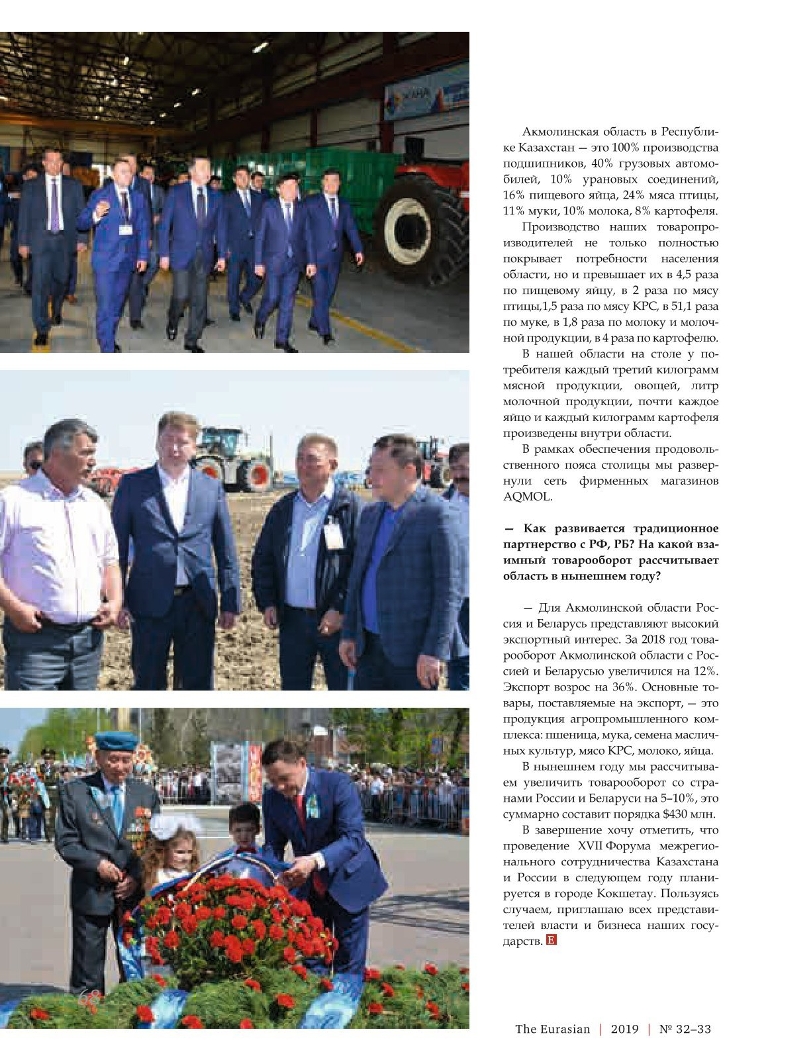 Акмолинская область в Республи-
ке Казахстан — это 100% производства
подшипников, 40% грузовых автомо-
билей, 10% урановых соединений,
16% пищевого яйца, 24% мяса птицы,
11% муки, 10% молока, 8% картофеля.
Производство наших товаропро-
изводителей не только полностью
покрывает потребности населения
области, но и превышает их в 4,5 раза
по пищевому яйцу, в 2 раза по мясу
птицы,1,5 раза по мясу КРС, в 51,1 раза
по муке, в 1,8 раза по молоку и молоч-
ной продукции, в 4 раза по картофелю.
В нашей области на столе у по-
требителя каждый третий килограмм
мясной продукции, овощей, литр
молочной продукции, почти каждое
яйцо и каждый килограмм картофеля
произведены внутри области.
В рамках обеспечения продоволь-
ственного пояса столицы мы развер-
нули сеть фирменных магазинов
AQMOL.
— Как развивается традиционное
партнерство с РФ, РБ? На какой вза-
имный товарооборот рассчитывает
область в нынешнем году?
— Для Акмолинской области Рос-
сия и Беларусь представляют высокий
экспортный интерес. За 2018 год това-
рооборот Акмолинской области с Рос-
сией и Беларусью увеличился на 12%.
Экспорт возрос на 36%. Основные то-
вары, поставляемые на экспорт, — это
продукция агропромышленного ком-
плекса: пшеница, мука, семена маслич-
ных культур, мясо КРС, молоко, яйца.
В нынешнем году мы рассчитыва-
ем увеличить товарооборот со стра-
нами России и Беларуси на 5–10%, это
суммарно составит порядка $430 млн.
В завершение хочу отметить, что
проведение XVII Форума межрегио-
нального сотрудничества Казахстана
и России в следующем году плани-
руется в городе Кокшетау. Пользуясь
случаем, приглашаю всех представи-
телей власти и бизнеса наших госу-
дарств. E
68
The Eurasian | 2019 | № 32–33